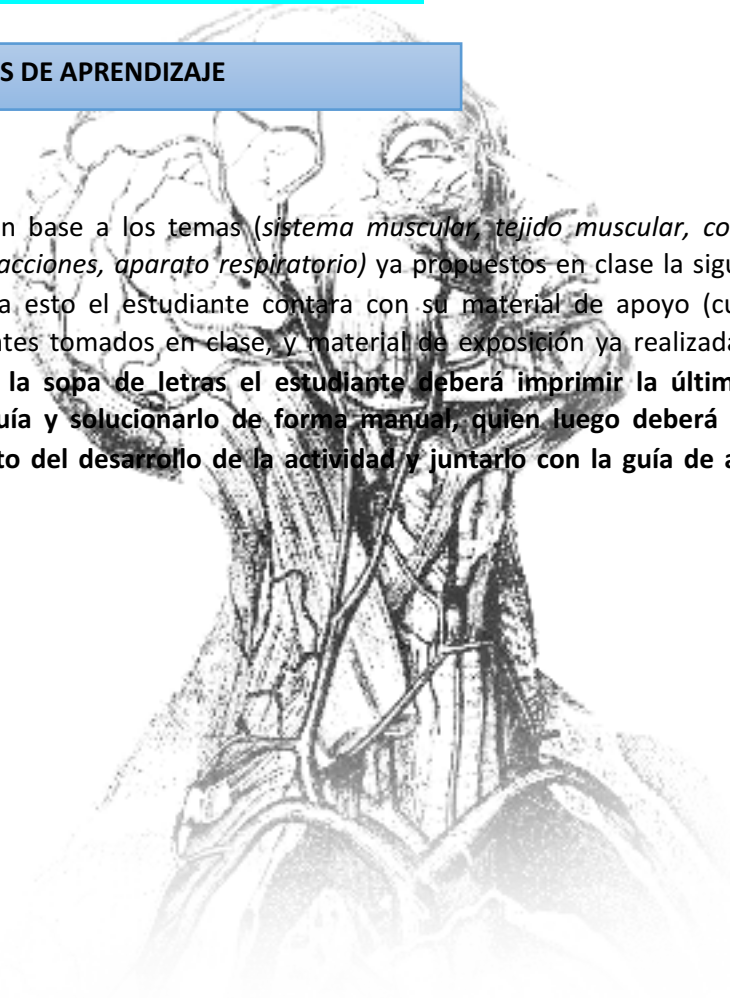 S DE APRENDIZAJE
n base a los temas (sistema muscular, tejido muscular, co
acciones, aparato respiratorio) ya propuestos en clase la sigu
a esto el estudiante contara con su material de apoyo (cu
ntes tomados en clase, y material de exposición ya realizada
la sopa de letras el estudiante deberá imprimir la últim
uía y solucionarlo de forma manual, quien luego deberá
to del desarrollo de la actividad y juntarlo con la guía de a